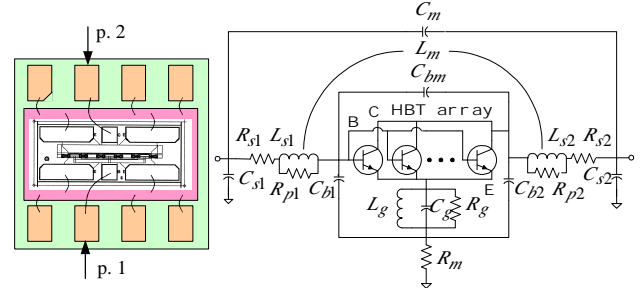 p. 2
p. 1
C_m
L_m
C_bm
B
C HBT array
E
R_s1
L_s1
R_p1
C_s1
C_b1
L_g
C_g
R_g
R_m
C_b2
L_s2
R_s2
R_p2
C_s2